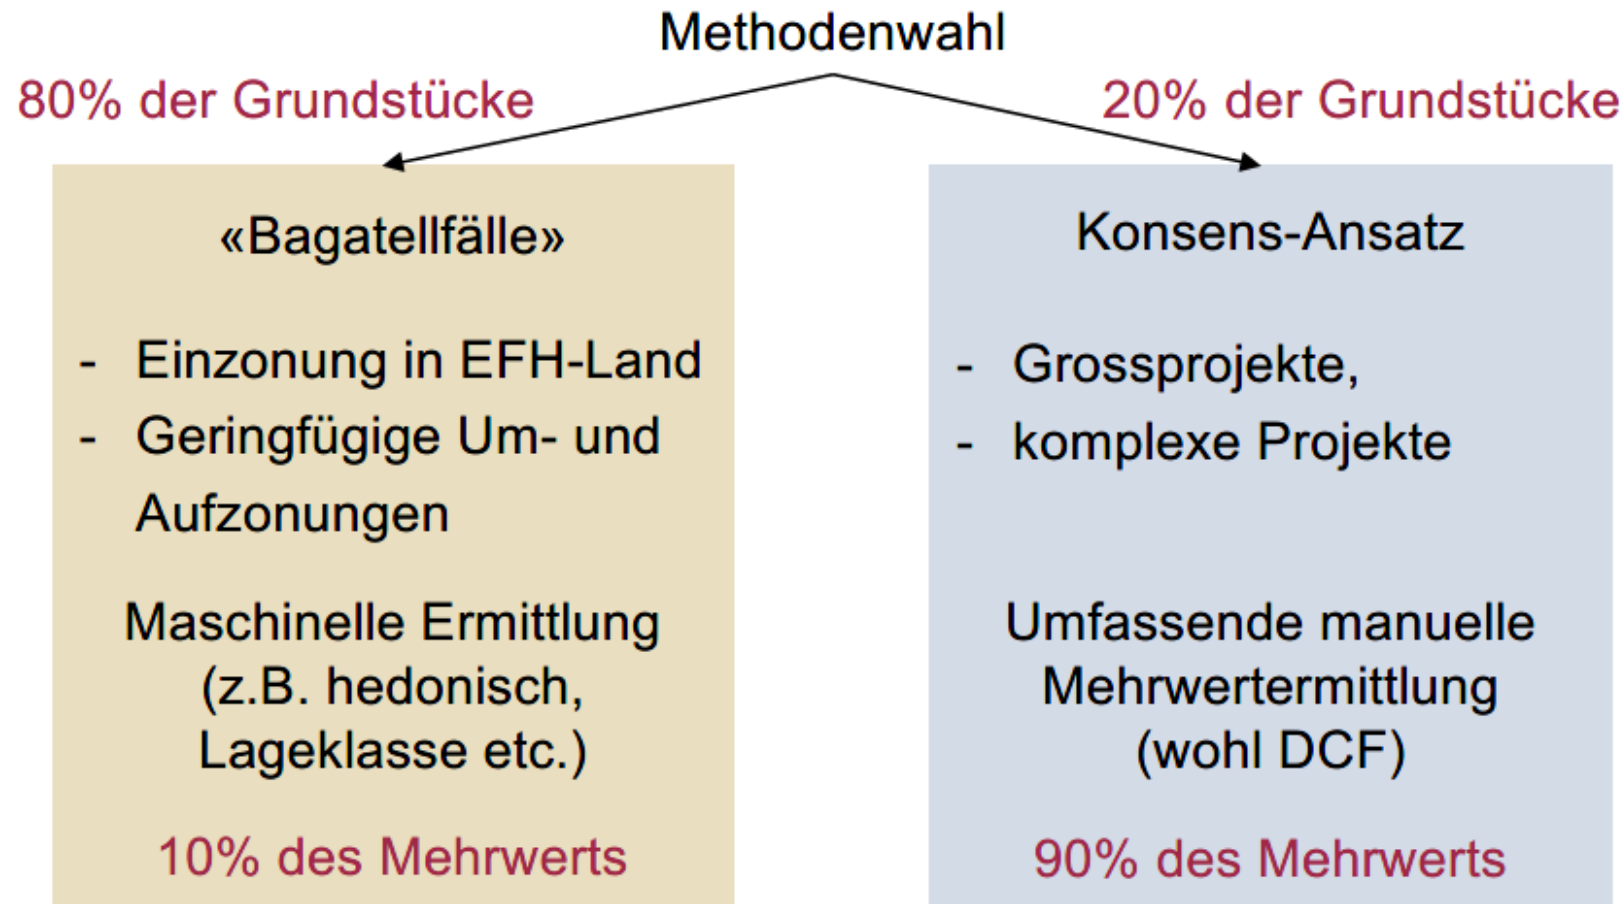 Methodenwahl
80% der Grundstücke
20% der Grundstücke
«Bagatellfälle»
- Einzonung in EFH-Land
- Geringfügige Um- und
Aufzonungen
Maschinelle Ermittlung
(z.B. hedonisch,
Lageklasse etc.)
10% des Mehrwerts
Konsens-Ansatz
- Grossprojekte,
- komplexe Projekte
Umfassende manuelle
Mehrwertermittlung
(wohl DCF)
90% des Mehrwerts